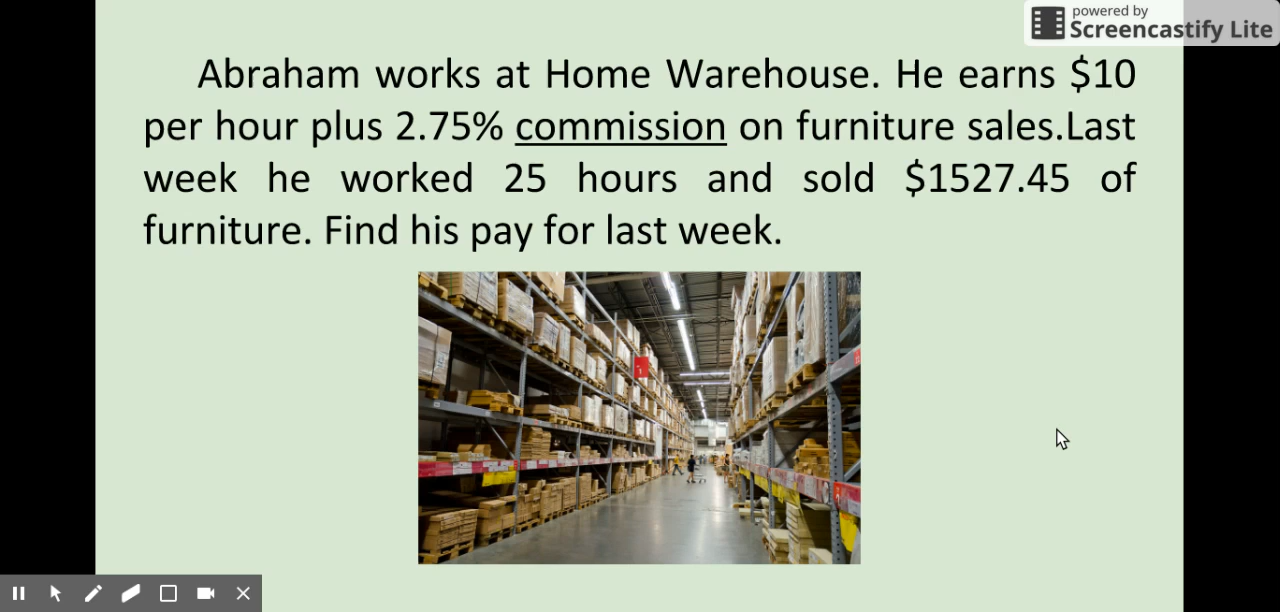 powered by
Screencastify Lite
Abraham works at Home Warehouse. He earns $10
per hour plus 2.75% commission on furniture sales.Last
week he worked 25 hours and sold $1527.45 of
furniture. Find his pay for last week.